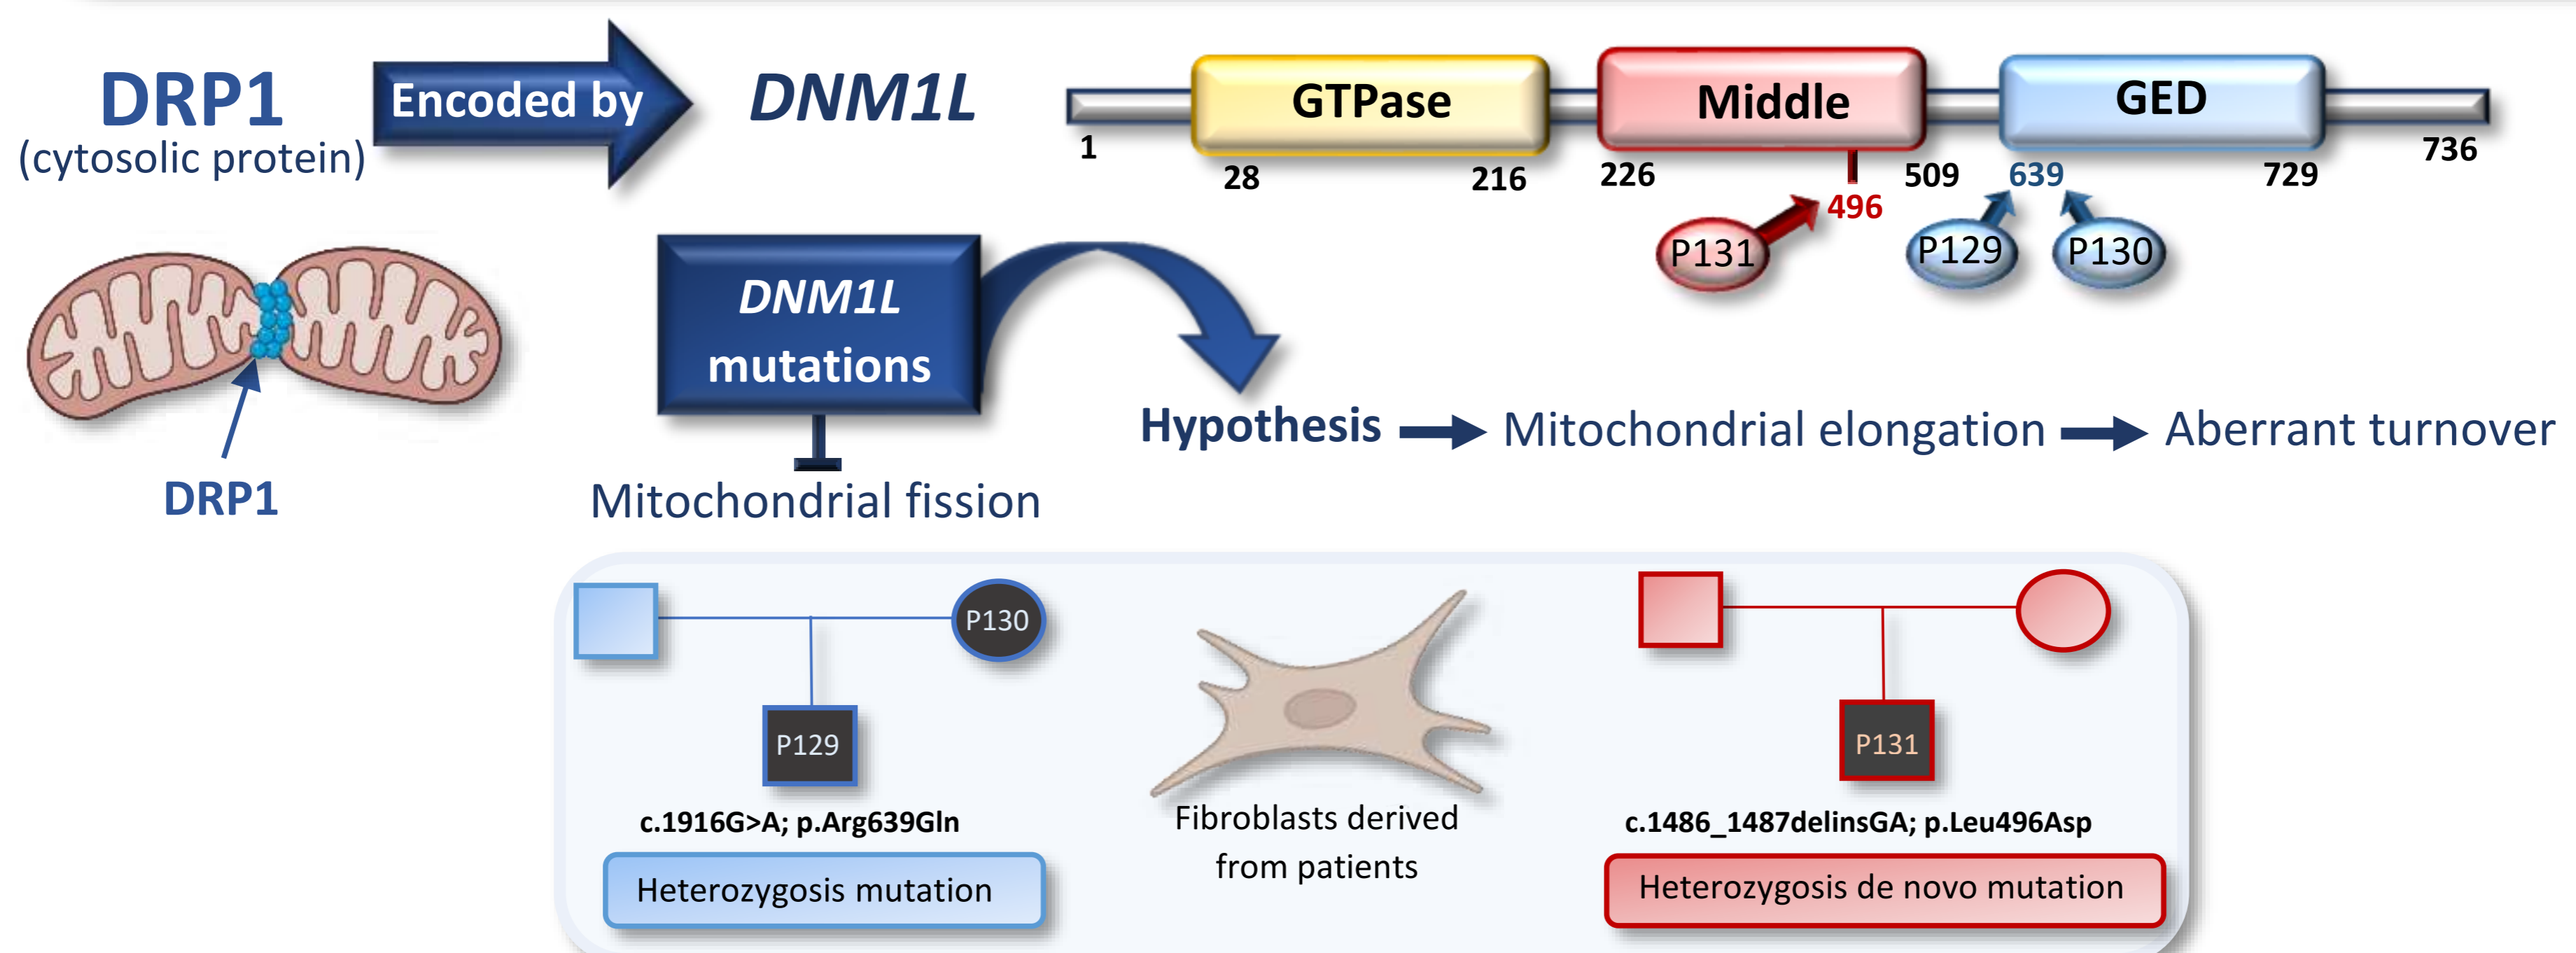 DRP1
(cytosolic protein)
Encoded by
DNM1L
GTPase
Middle
GED
1
28
216
226
496
509
639
729
736
P131
P129
P130
DRP1
DNM1L
mutations
Mitochondrial fission
Hypothesis
Mitochondrial elongation
Aberrant turnover
P130
P129
c.1916G>A; p.Arg639Gln
Heterozygosis mutation
Fibroblasts derived
from patients
P131
c.1486_1487delinsGA; p.Leu496Asp
Heterozygosis de novo mutation